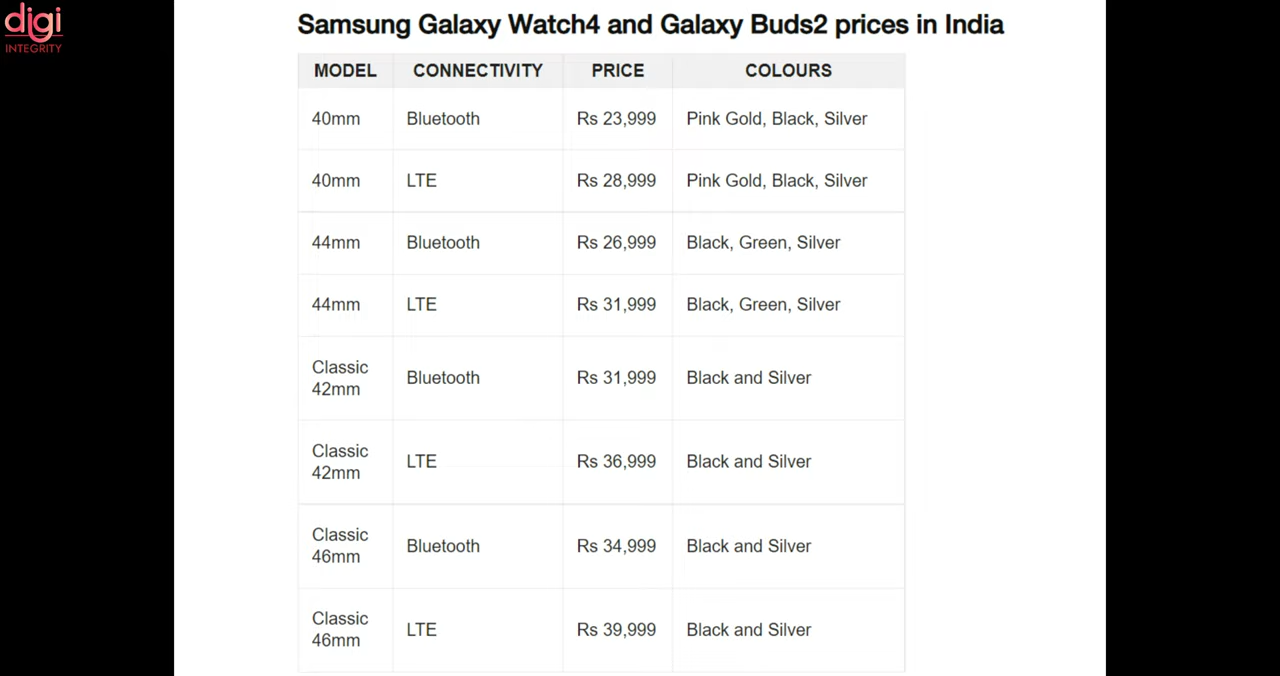 digi
INTEGRITY
Samsung Galaxy Watch4 and Galaxy Buds2 prices in India
MODEL CONNECTIVITY PRICE COLOURS
40mm Bluetooth Rs 23,999 Pink Gold, Black, Silver
40mm LTE Rs 28,999 Pink Gold, Black, Silver
44mm Bluetooth Rs 26,999 Black, Green, Silver
44mm LTE Rs 31,999 Black, Green, Silver
Classic
42mm Bluetooth Rs 31,999 Black and Silver
Classic
42mm LTE Rs 36,999 Black and Silver
Classic
46mm Bluetooth Rs 34,999 Black and Silver
Classic
46mm LTE Rs 39,999 Black and Silver